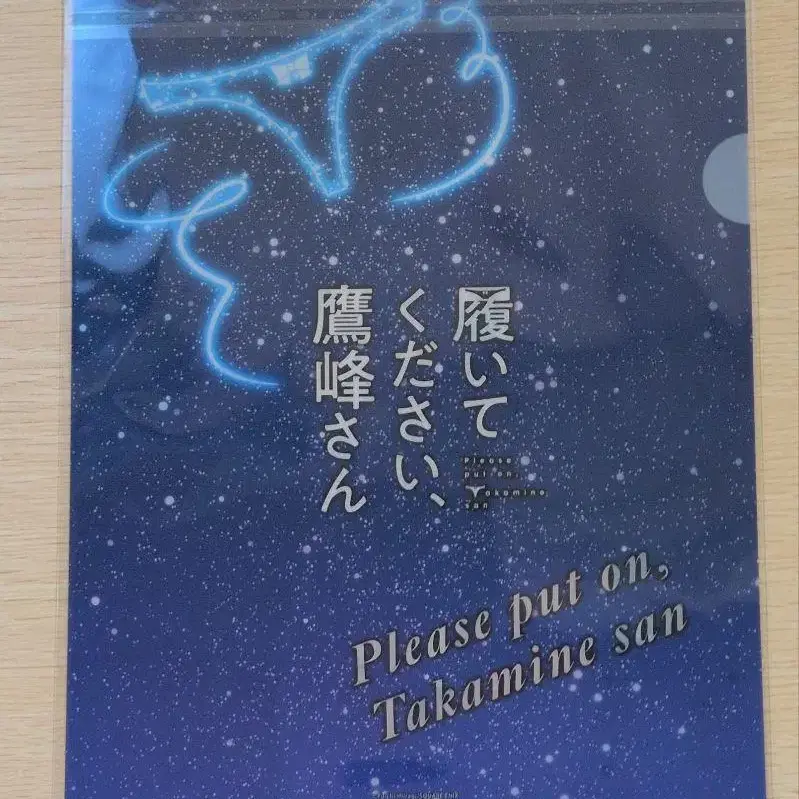 履いて
ください、
鷹峰さん
Please
put on,
Takamine
san
Please put on,
Takamine san